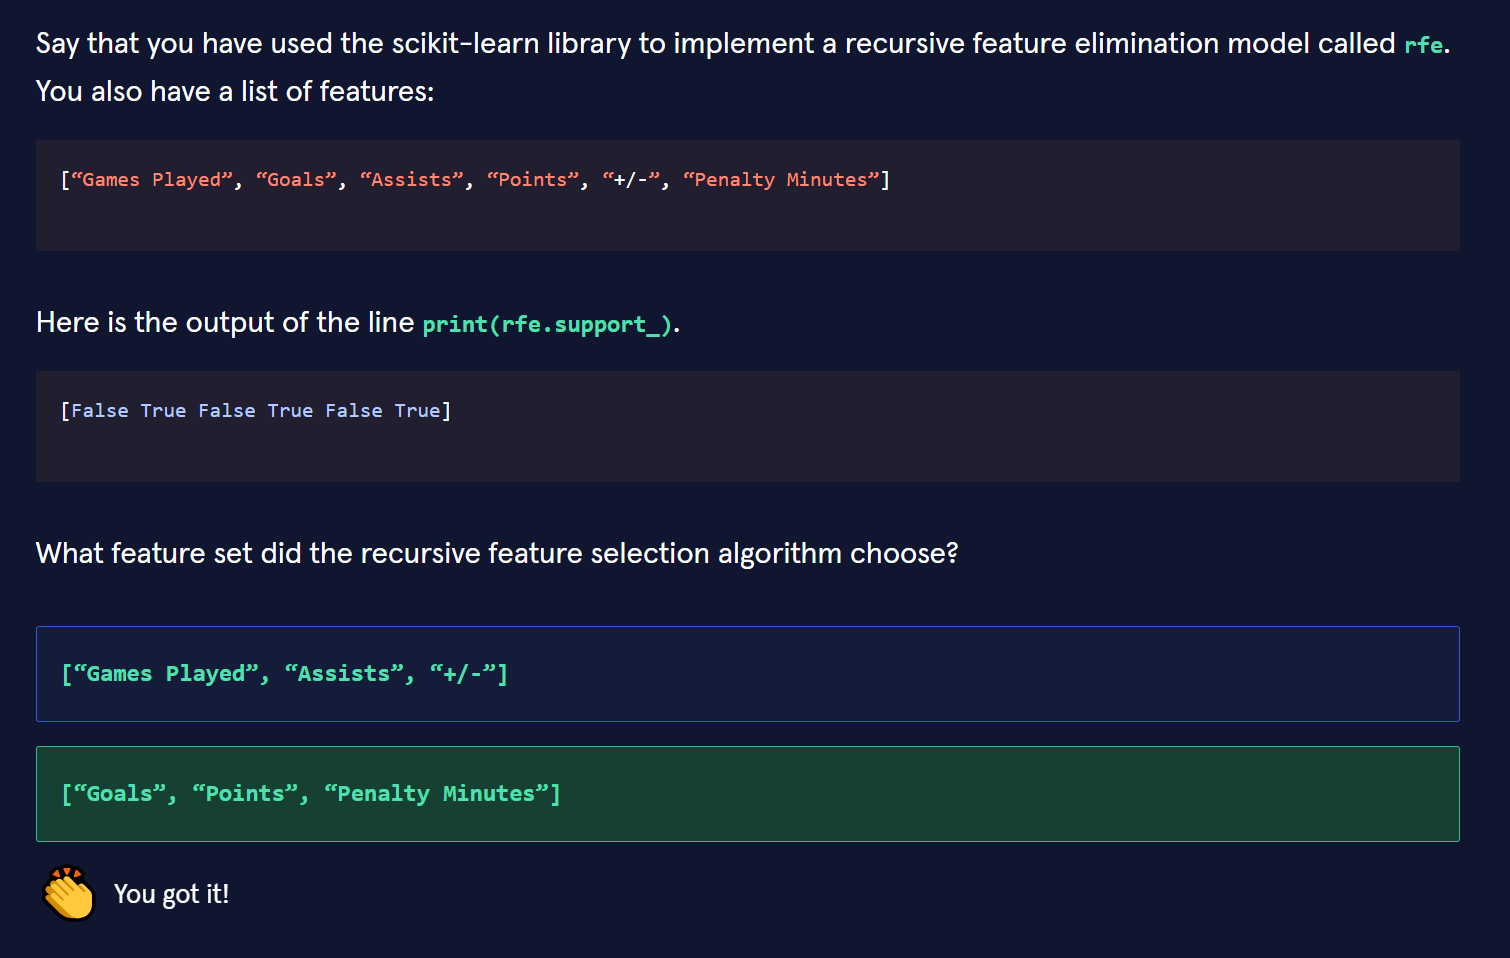 Say that you have used the scikit-learn library to implement a recursive feature elimination model called rfe.
You also have a list of features:
[“Games Played”, “Goals”, “Assists”, “Points”, “+/-”, “Penalty Minutes”]
Here is the output of the line print(rfe.support_).
[False True False True False True]
What feature set did the recursive feature selection algorithm choose?
[“Games Played”, “Assists”, “+/-”]
[“Goals”, “Points”, “Penalty Minutes”]
You got it!